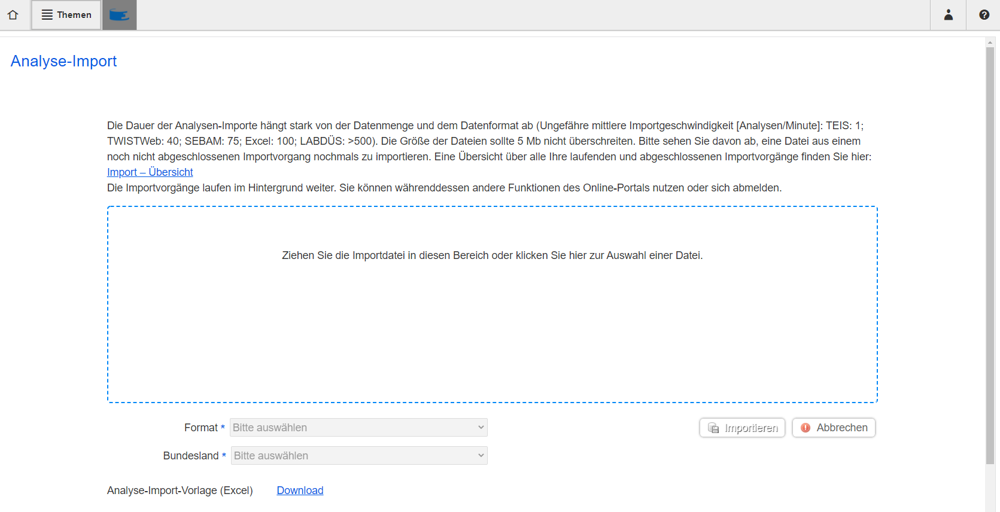 Themen
Analyse-Import
Die Dauer der Analysen-Importe hängt stark von der Datenmenge und dem Datenformat ab (Ungefähre mittlere Importgeschwindigkeit [Analysen/Minute]: TEIS: 1;
TWISTWeb: 40; SEBAM: 75; Excel: 100; LABDÜS: >500). Die Größe der Dateien sollte 5 Mb nicht überschreiten. Bitte sehen Sie davon ab, eine Datei aus einem
noch nicht abgeschlossenen Importvorgang nochmals zu importieren. Eine Übersicht über alle Ihre laufenden und abgeschlossenen Importvorgänge finden Sie hier:
Import – Übersicht
Die Importvorgänge laufen im Hintergrund weiter. Sie können währenddessen andere Funktionen des Online-Portals nutzen oder sich abmelden.
Ziehen Sie die Importdatei in diesen Bereich oder klicken Sie hier zur Auswahl einer Datei.
Format * Bitte auswählen Importieren Abbrechen
Bundesland * Bitte auswählen
Analyse-Import-Vorlage (Excel) Download